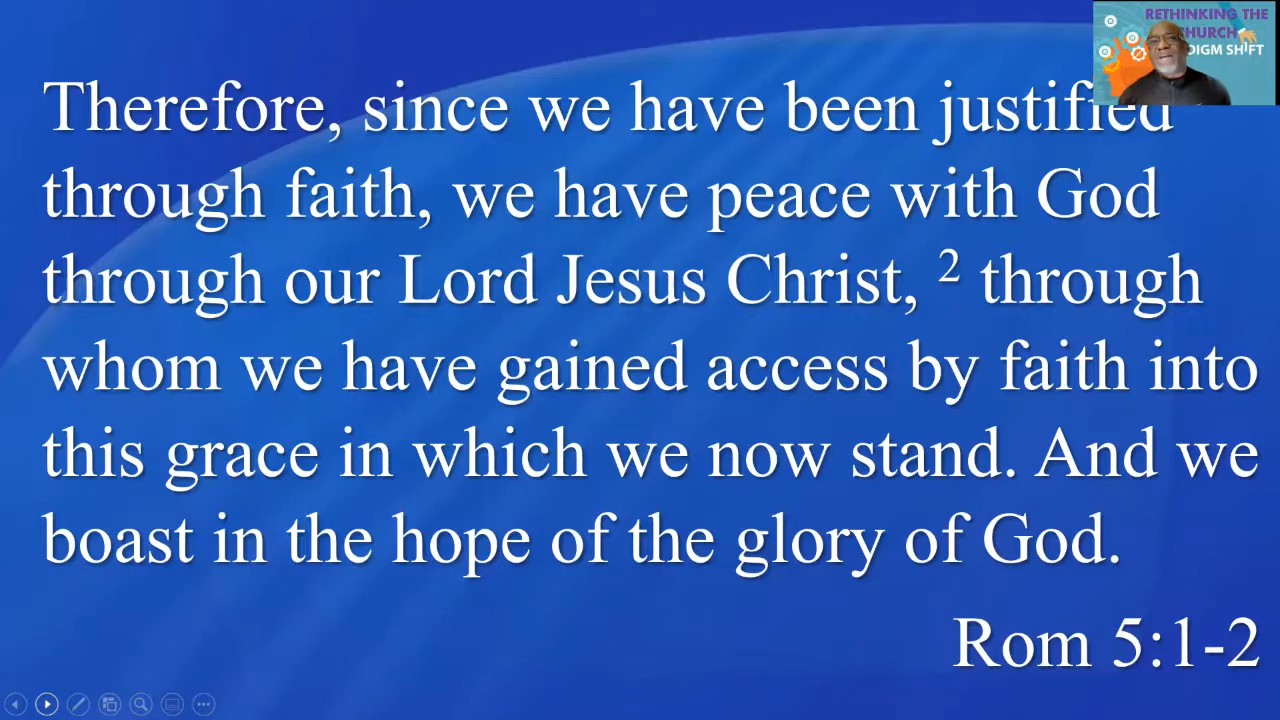 RETHINKING THE
CHURCH
DIGM SHIFT
Therefore, since we have been justified
through faith, we have peace with God
through our Lord Jesus Christ, ² through
whom we have gained access by faith into
this grace in which we now stand. And we
boast in the hope of the glory of God.
Rom 5:1-2